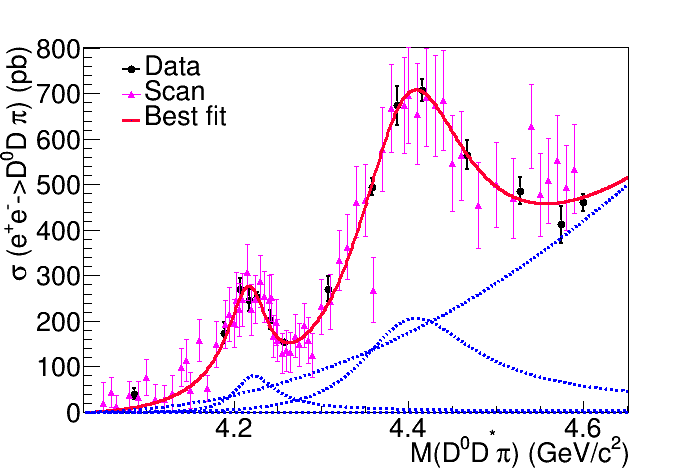 800
700
600
500
400
300
200
100
0
σ (e+e-->D0D π) (pb)
Data
Scan
Best fit
4.2
4.4
4.6
M(D0D*π) (GeV/c2)